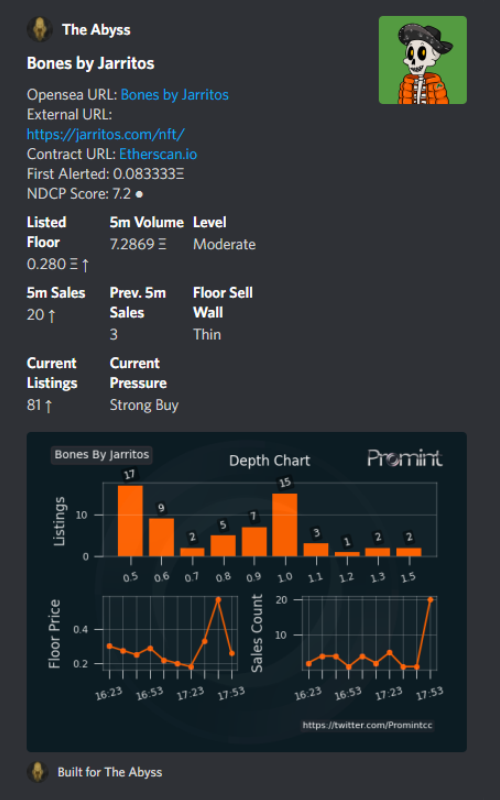 The Abyss
Bones by Jarritos
Opensea URL: Bones by Jarritos
External URL:
https://jarritos.com/nft/
Contract URL: Etherscan.io
First Alerted: 0.083333Ξ
NDCP Score: 7.2 ●
Listed Floor
0.280 Ξ ↑
5m Volume
7.2869 Ξ
Level
Moderate
5m Sales
20 ↑
Prev. 5m Sales
3
Floor Sell Wall
Thin
Current Listings
81 ↑
Current Pressure
Strong Buy
Bones By Jarritos
Depth Chart
Promint
Listings
10
0
17
9
2
5
7
15
3
1
2
2
0.5 0.6 0.7 0.8 0.9 1.0 1.1 1.2 1.3 1.5
Floor Price
0.4
0.2
16:23 16:53 17:23 17:53
Sales Count
20
10
16:23 16:53 17:23 17:53
https://twitter.com/Promintcc
Built for The Abyss